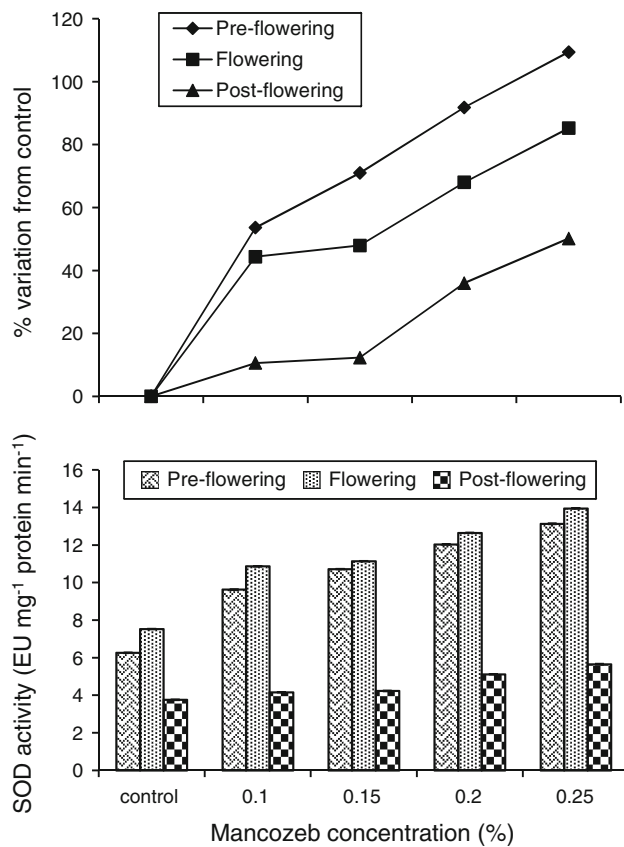 Pre-flowering
Flowering
Post-flowering
% variation from control
120
100
80
60
40
20
0
Pre-flowering Flowering Post-flowering
SOD activity (EU mg⁻¹ protein min⁻¹)
16
14
12
10
8
6
4
2
0
control 0.1 0.15 0.2 0.25
Mancozeb concentration (%)